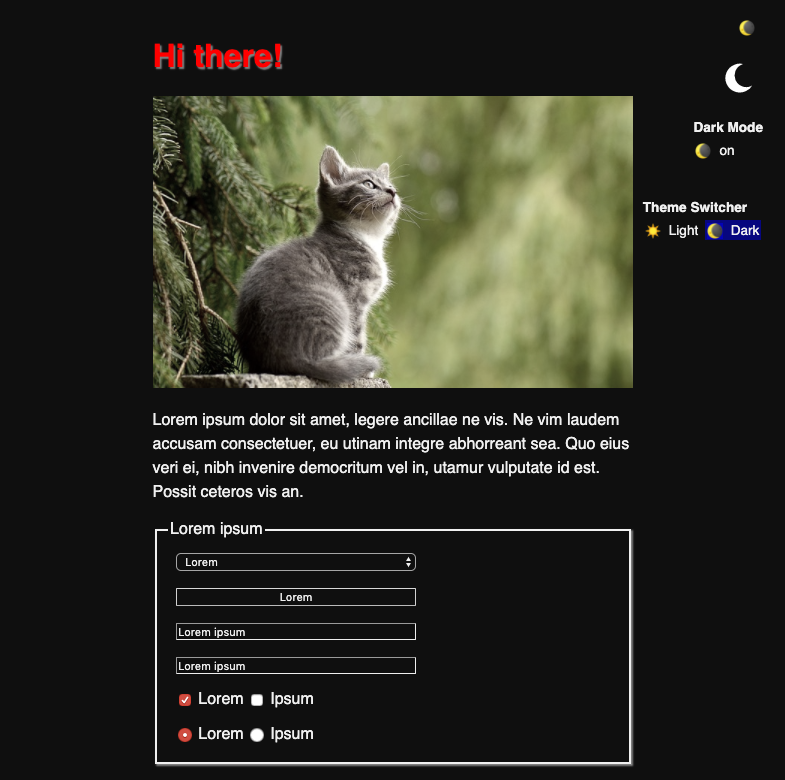 Hi there!
Dark Mode
on
Theme Switcher
Light Dark
Lorem ipsum dolor sit amet, legere ancillae ne vis. Ne vim laudem
accusam consectetuer, eu utinam integre abhorreant sea. Quo eius
veri ei, nibh invenire democritum vel in, utamur vulputate id est.
Possit ceteros vis an.
Lorem ipsum
Lorem
Lorem
Lorem ipsum
Lorem ipsum
Lorem Ipsum
Lorem Ipsum